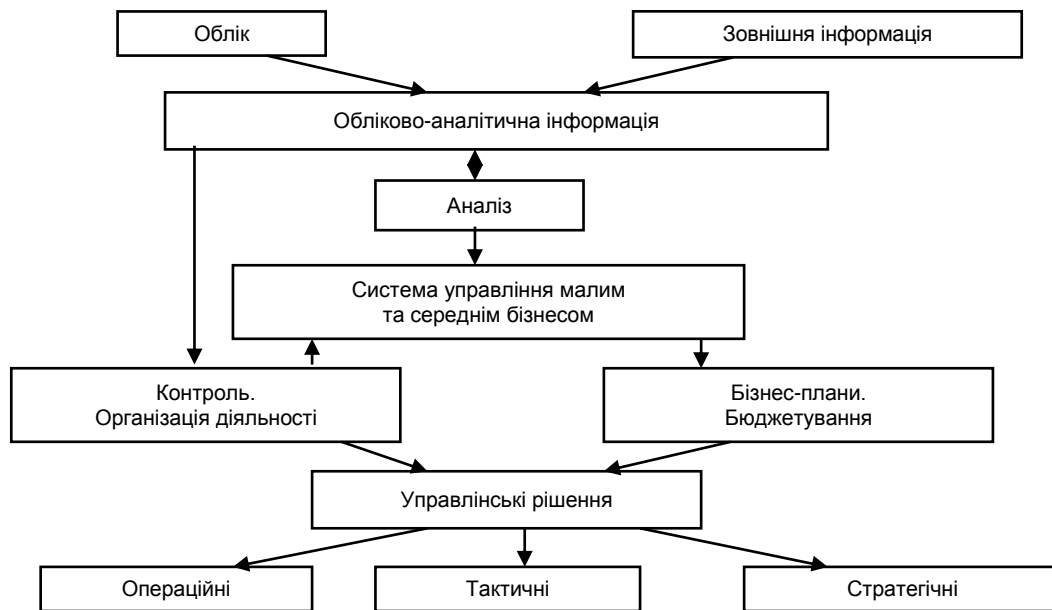 Облік
Зовнішня інформація
Обліково-аналітична інформація
Аналіз
Система управління малим
та середнім бізнесом
Контроль.
Організація діяльності
Бізнес-плани.
Бюджетування
Управлінські рішення
Операційні
Тактичні
Стратегічні